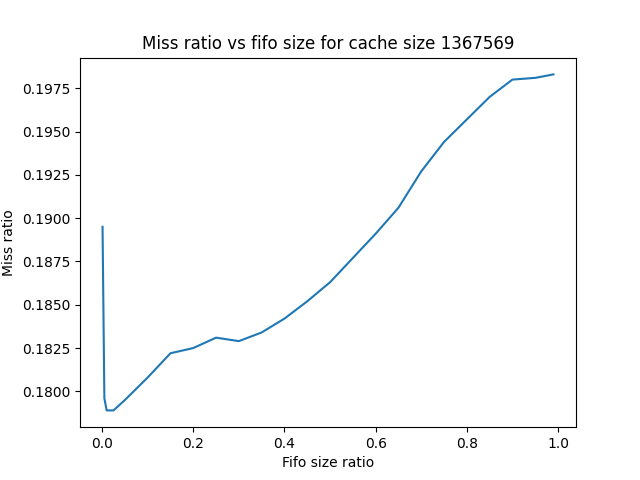 Miss ratio vs fifo size for cache size 1367569
Miss ratio
0.1975
0.1950
0.1925
0.1900
0.1875
0.1850
0.1825
0.1800
0.0 0.2 0.4 0.6 0.8 1.0
Fifo size ratio